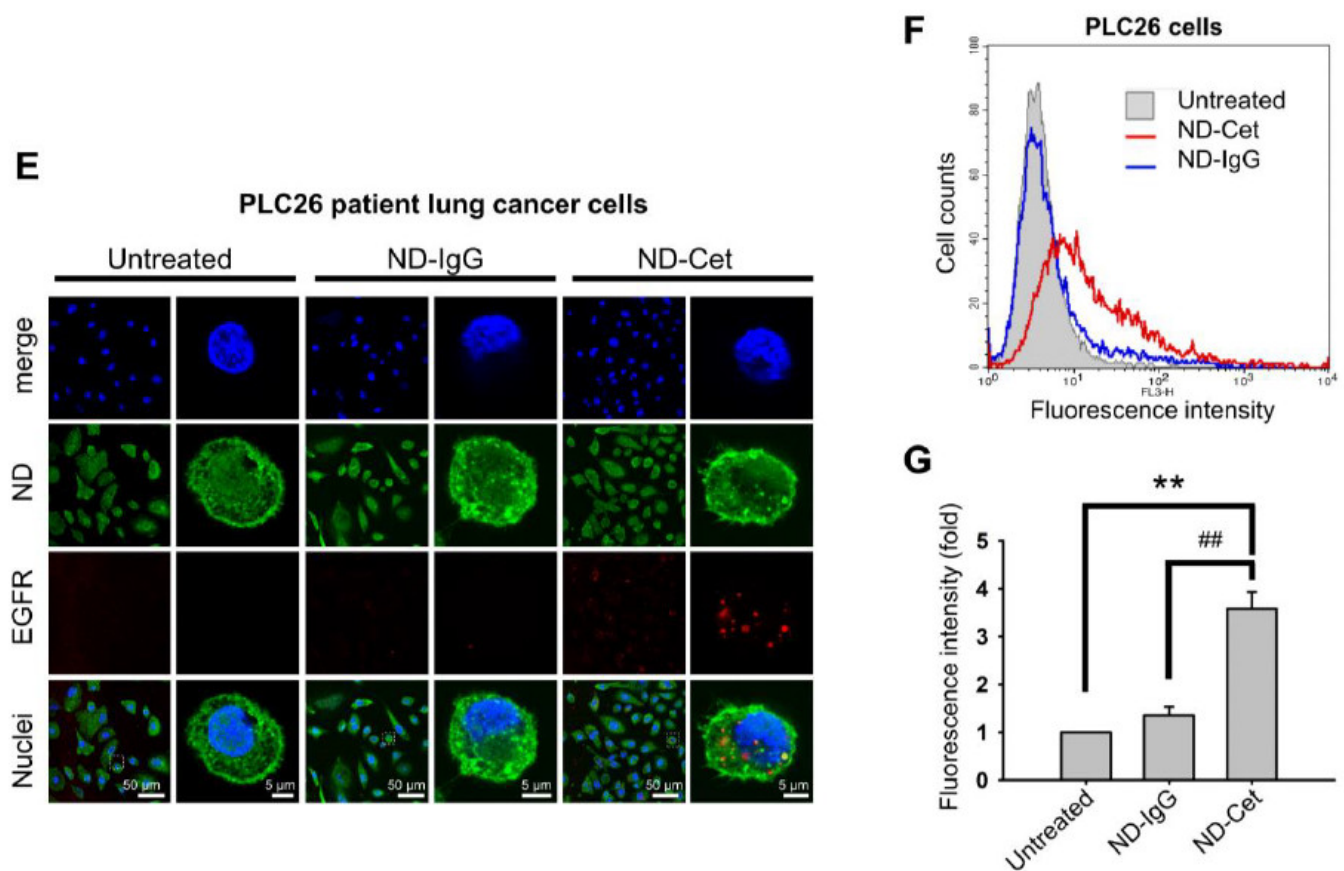 E
PLC26 patient lung cancer cells
Untreated
ND-IgG
ND-Cet
merge
ND
EGFR
Nuclei
50 µm
5 µm
50 µm
5 µm
50 µm
5 µm
F
PLC26 cells
Cell counts
100
80
60
40
20
0
Untreated
ND-Cet
ND-IgG
10⁰
10¹
10²
10³
10⁴
FL3-H
Fluorescence intensity
G
Fluorescence intensity (fold)
5
4
3
2
1
0
**
##
Untreated
ND-IgG
ND-Cet